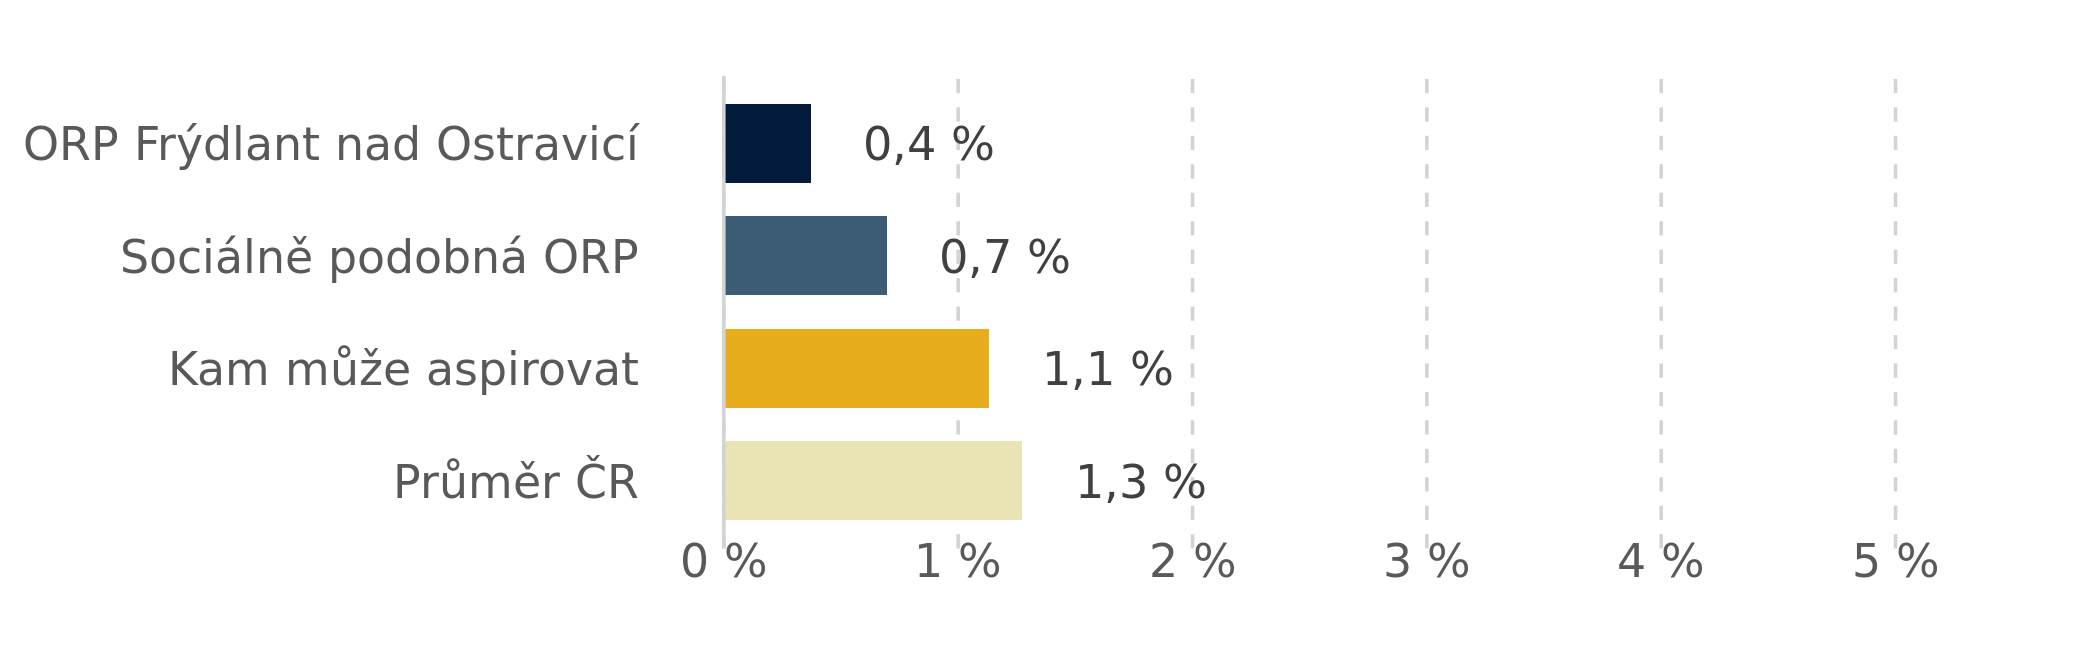 ORP Frýdlant nad Ostravicí 0,4 %
Sociálně podobná ORP 0,7 %
Kam může aspirovat 1,1 %
Průměr ČR 1,3 %
0 % 1 % 2 % 3 % 4 % 5 %